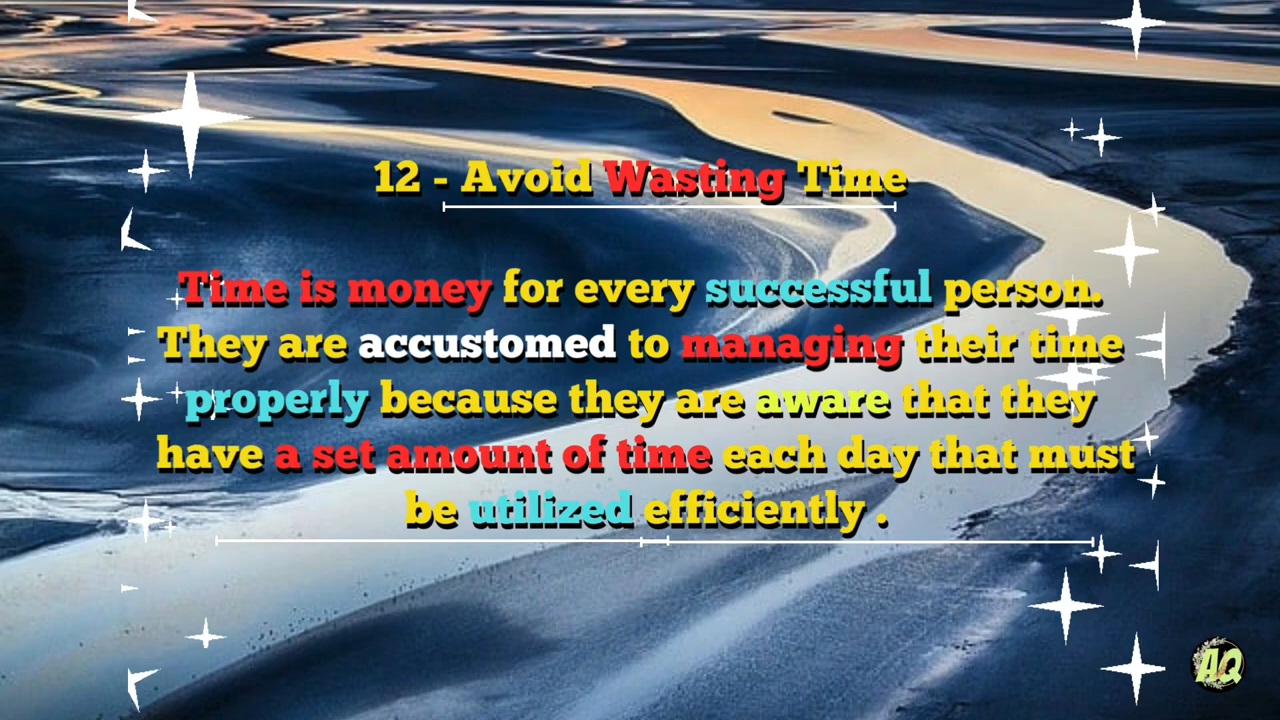 12 - Avoid Wasting Time
Time is money for every successful person.
They are accustomed to managing their time
properly because they are aware that they
have a set amount of time each day that must
be utilized efficiently .
AQ